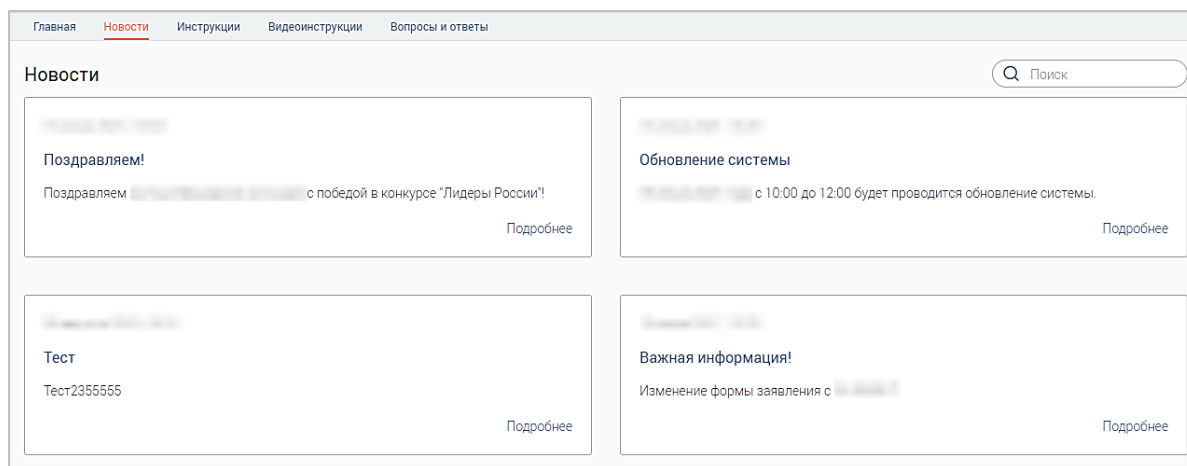 Главная Новости Инструкции Видеоинструкции Вопросы и ответы
Новости
Поиск
Поздравляем!
Поздравляем с победой в конкурсе "Лидеры России"!
Подробнее
Обновление системы
с 10:00 до 12:00 будет проводится обновление системы.
Подробнее
Тест
Тест2355555
Подробнее
Важная информация!
Изменение формы заявления с
Подробнее